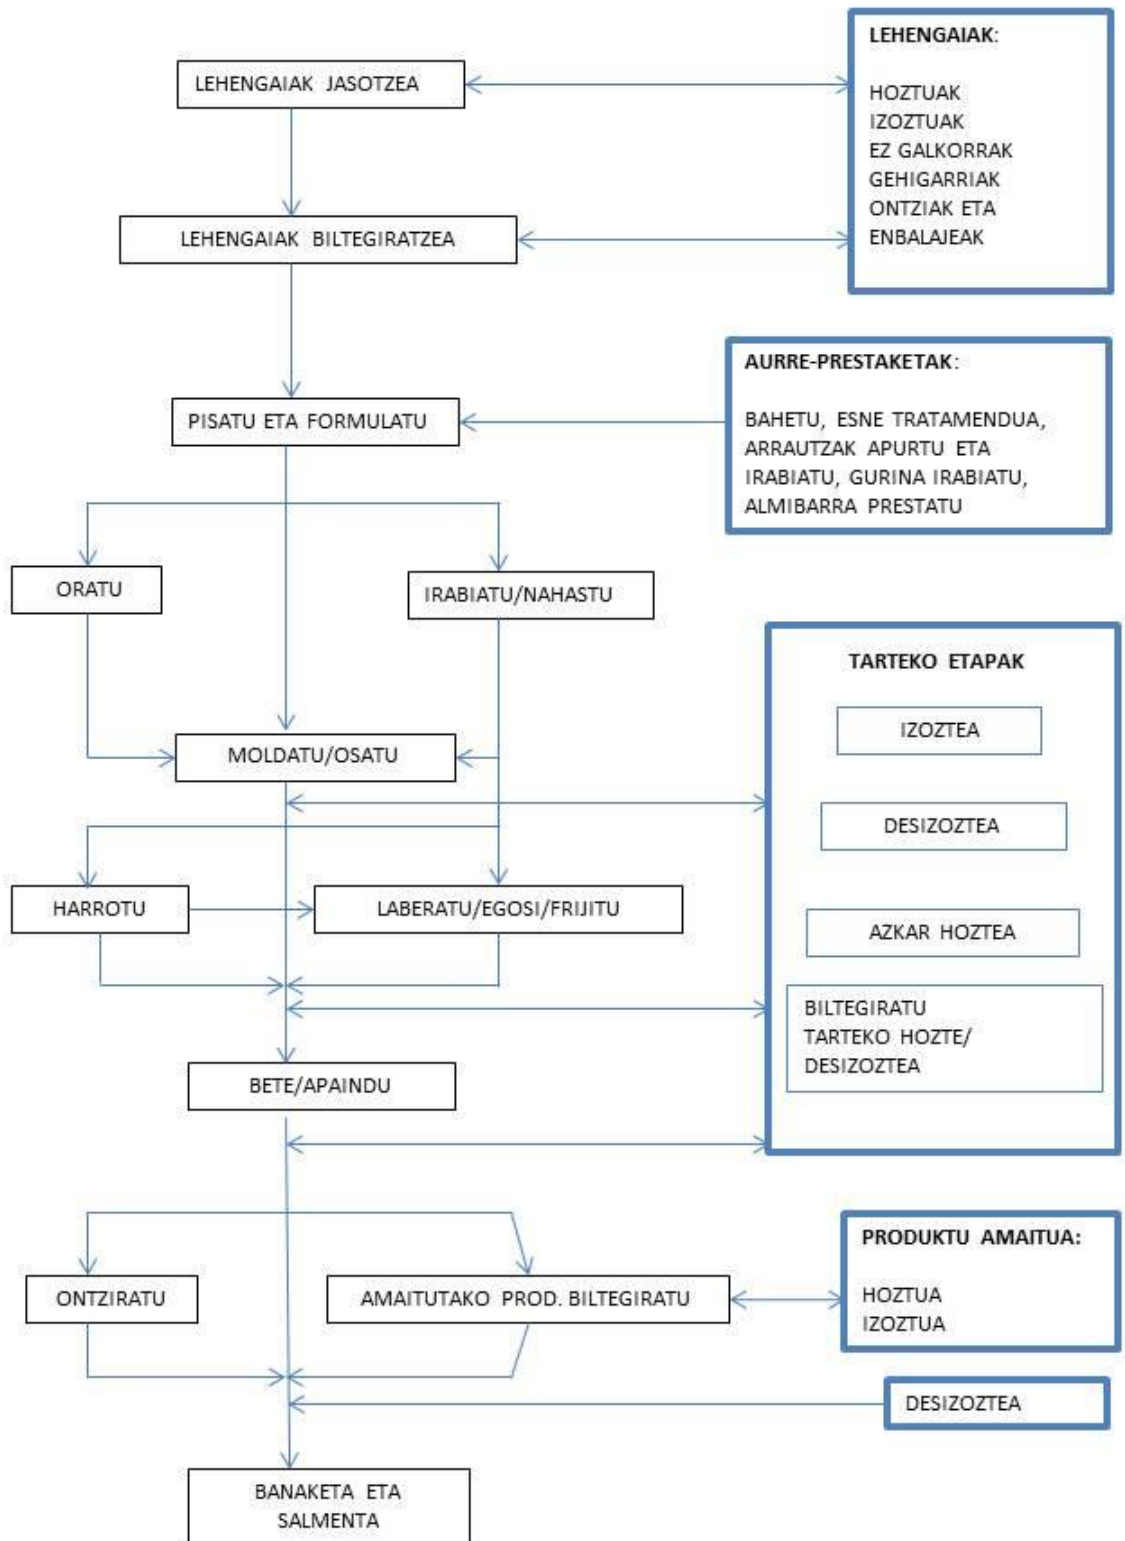 LEHENGAIAK JASOTZEA
LEHENGAIAK:
HOZTUAK
IZOZTUAK
EZ GALKORRAK
GEHIGARRIAK
ONTZIAK ETA
ENBALAJEAK
LEHENGAIAK BILTEGIRATZEA
AURRE-PRESTAKETAK:
BAHETU, ESNE TRATAMENDUA,
ARRAUTZAK APURTU ETA
IRABIATU, GURINA IRABIATU,
ALMIBARRA PRESTATU
PISATU ETA FORMULATU
ORATU
IRABIATU/NAHASTU
MOLDATU/OSATU
TARTEKO ETAPAK
IZOZTEA
DESIZOZTEA
AZKAR HOZTEA
BILTEGIRATU
TARTEKO HOZTE/
DESIZOZTEA
HARROTU
LABERATU/EGOSI/FRIJITU
BETE/APAINDU
ONTZIRATU
AMAITUTAKO PROD. BILTEGIRATU
PRODUKTU AMAITUA:
HOZTUA
IZOZTUA
DESIZOZTEA
BANAKETA ETA
SALMENTA